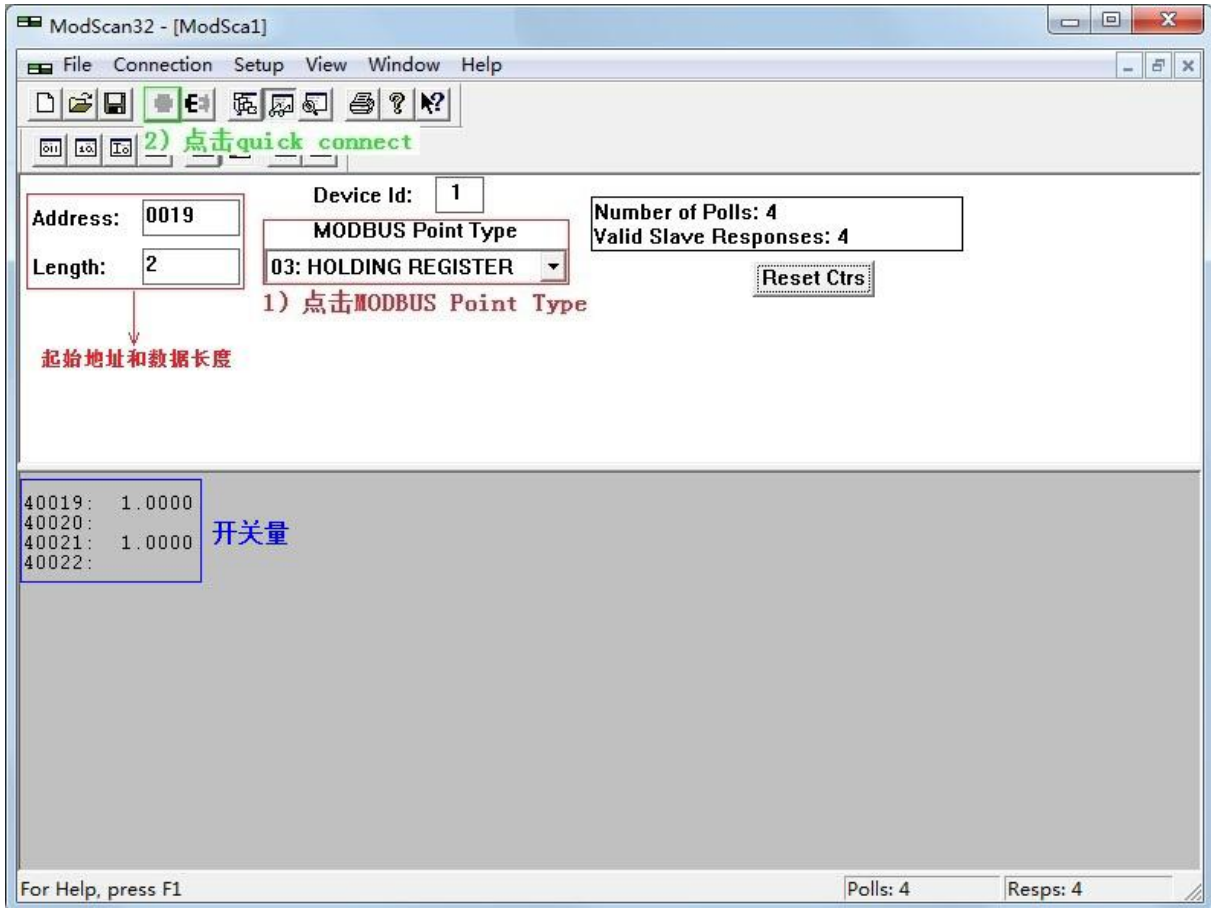 ModScan32 - [ModSca1]
File Connection Setup View Window Help
2) 点击quick connect
Address: 0019
Device Id: 1
MODBUS Point Type
Length: 2
03: HOLDING REGISTER
Number of Polls: 4
Valid Slave Responses: 4
Reset Ctrs
1) 点击MODBUS Point Type
起始地址和数据长度
40019: 1.0000
40020:
40021: 1.0000
40022:
开关量
For Help, press F1
Polls: 4
Resps: 4